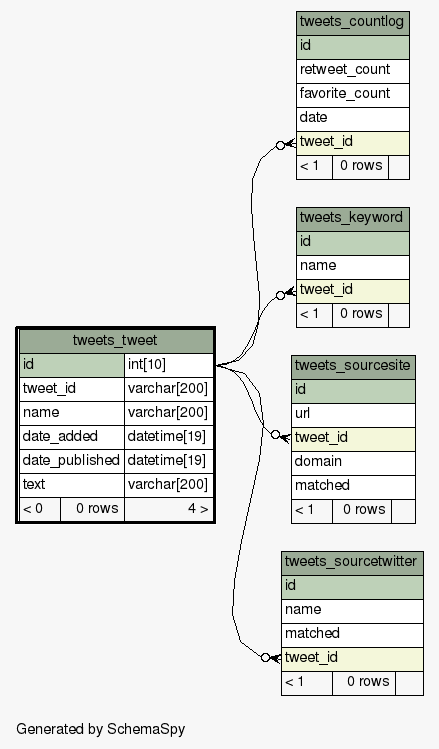 tweets_countlog
id
retweet_count
favorite_count
date
tweet_id
< 1 0 rows
tweets_keyword
id
name
tweet_id
< 1 0 rows
tweets_tweet
id int[10]
tweet_id varchar[200]
name varchar[200]
date_added datetime[19]
date_published datetime[19]
text varchar[200]
< 0 0 rows 4 >
tweets_sourcesite
id
url
tweet_id
domain
matched
< 1 0 rows
tweets_sourcetwitter
id
name
matched
tweet_id
< 1 0 rows
Generated by SchemaSpy